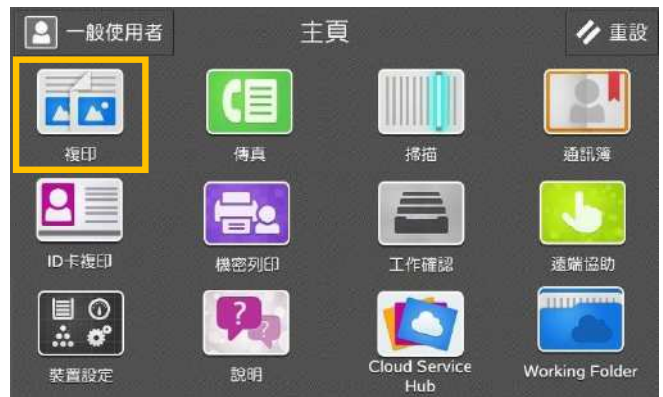 一般使用者
主頁
重設
複印
傳真
掃描
通訊簿
ID卡複印
機密列印
工作確認
遠端協助
裝置設定
說明
Cloud Service
Hub
Working Folder